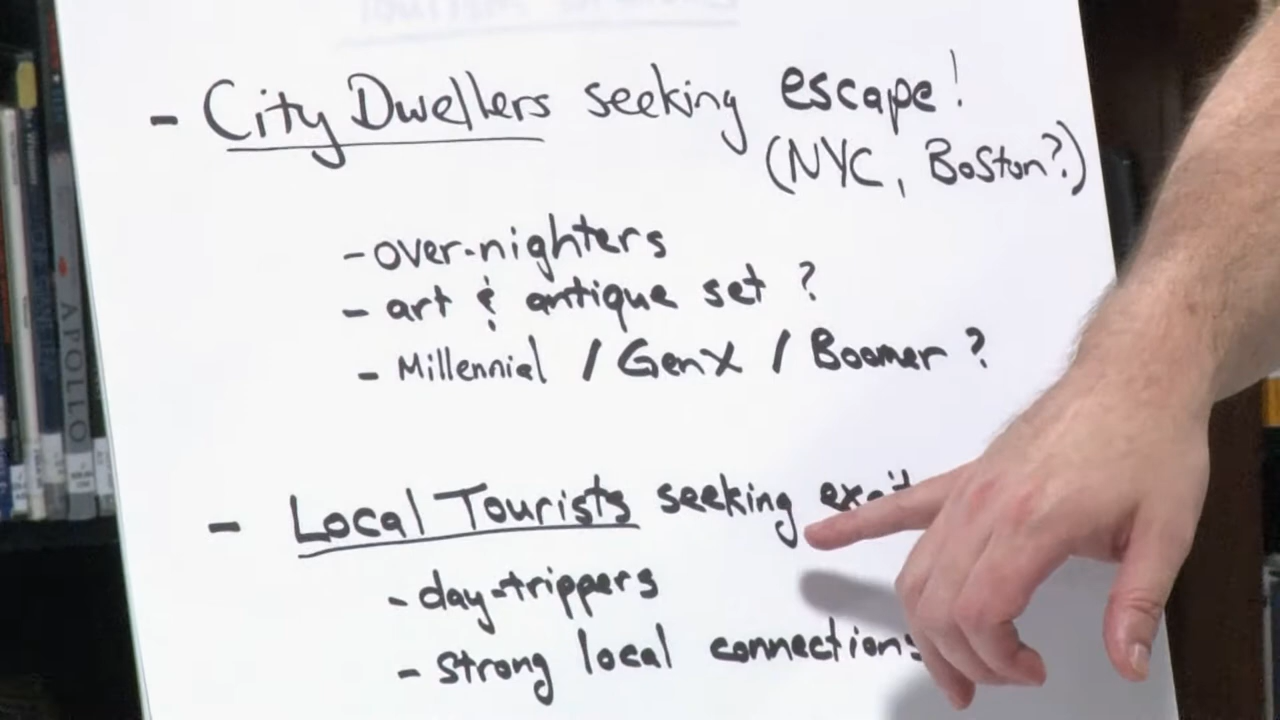 - City Dwellers seeking escape!
(NYC, Boston?)
- over-nighters
- art & antique set ?
- Millennial / GenX / Boomer ?
- Local Tourists seeking
- day-trippers
- strong local connections
APOLLO